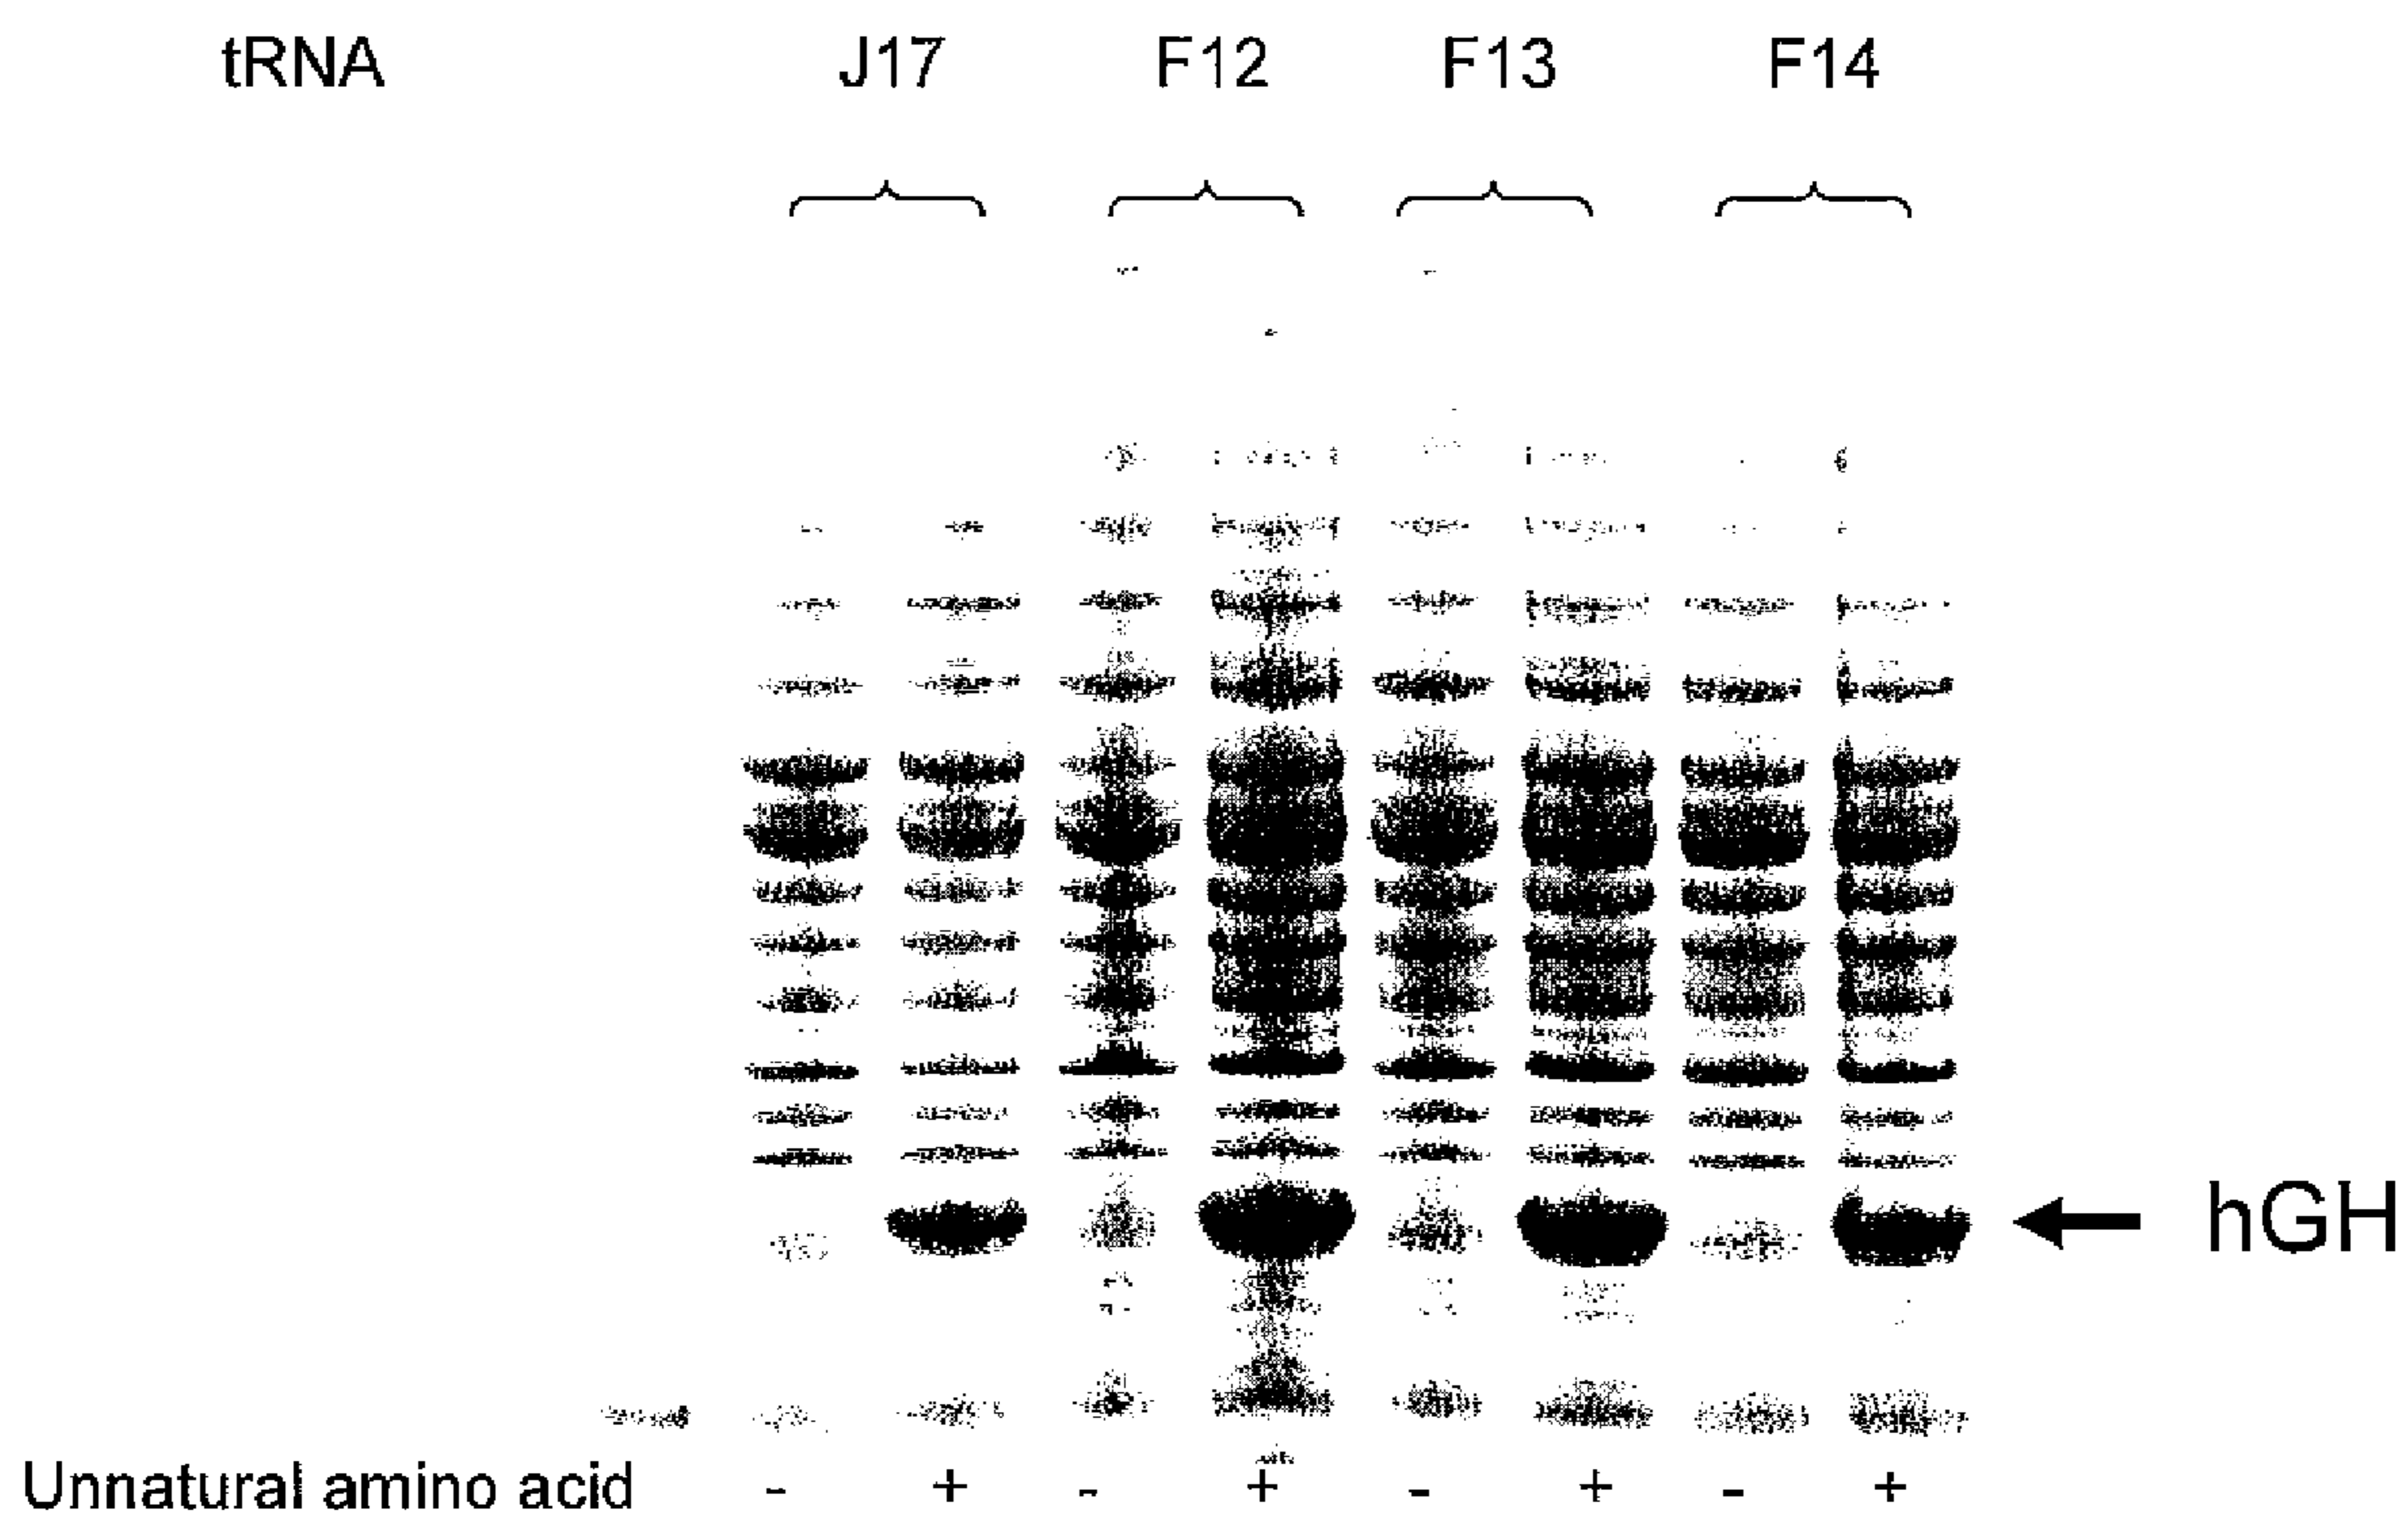 tRNA J17 F12 F13 F14
hGH
Unnatural amino acid - + - + - + - +